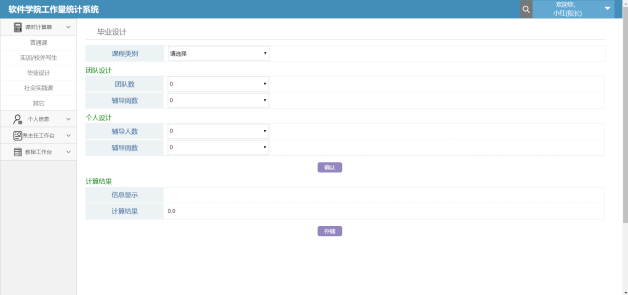 软件学院工作量统计系统
欢迎您,
小红(院长)
课时计算器
普通课
实训/校外写生
毕业设计
社会实践课
其它
个人信息
系主任工作台
教秘工作台
毕业设计
课程类别 请选择
团队设计
团队数 0
辅导周数 0
个人设计
辅导人数 0
辅导周数 0
确认
计算结果
信息显示
计算结果 0.0
存储